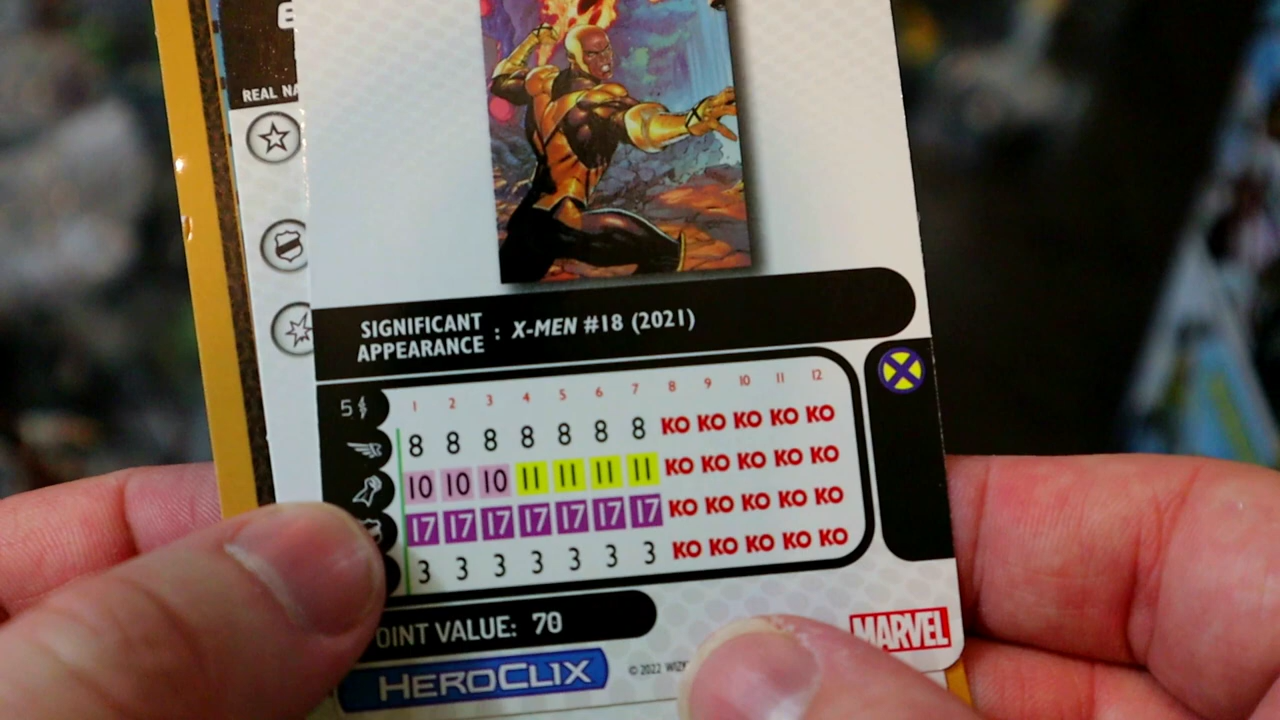 REAL NA
SIGNIFICANT
APPEARANCE : X-MEN #18 (2021)
5 1 2 3 4 5 6 7 8 9 10 11 12
8 8 8 8 8 8 8 KO KO KO KO KO
10 10 10 11 11 11 11 KO KO KO KO KO
17 17 17 17 17 17 17 KO KO KO KO KO
3 3 3 3 3 3 3 KO KO KO KO KO
OINT VALUE: 70
MARVEL
HEROCLIX
© 2022 WIZK